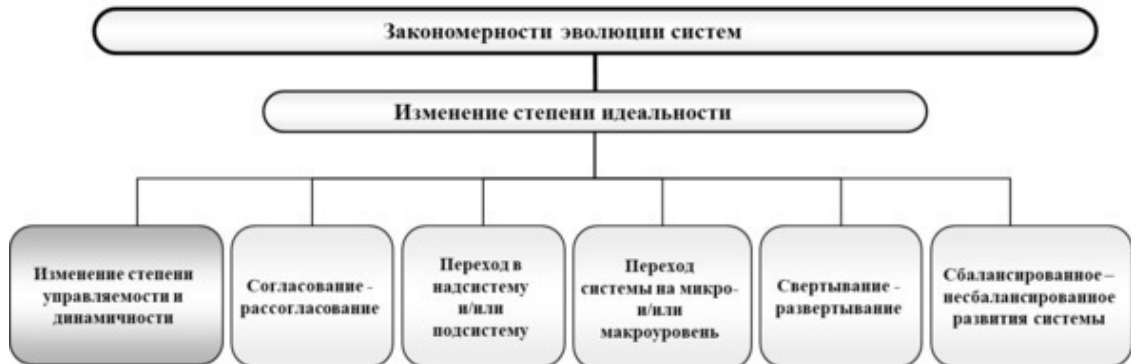 Закономерности эволюции систем
Изменение степени идеальности
Изменение степени
управляемости и
динамичности
Согласование -
рассогласование
Переход в
надсистему
и/или
подсистему
Переход
системы на микро-
и/или
макроуровень
Свертывание -
развертывание
Сбалансированное –
несбалансированное
развития системы